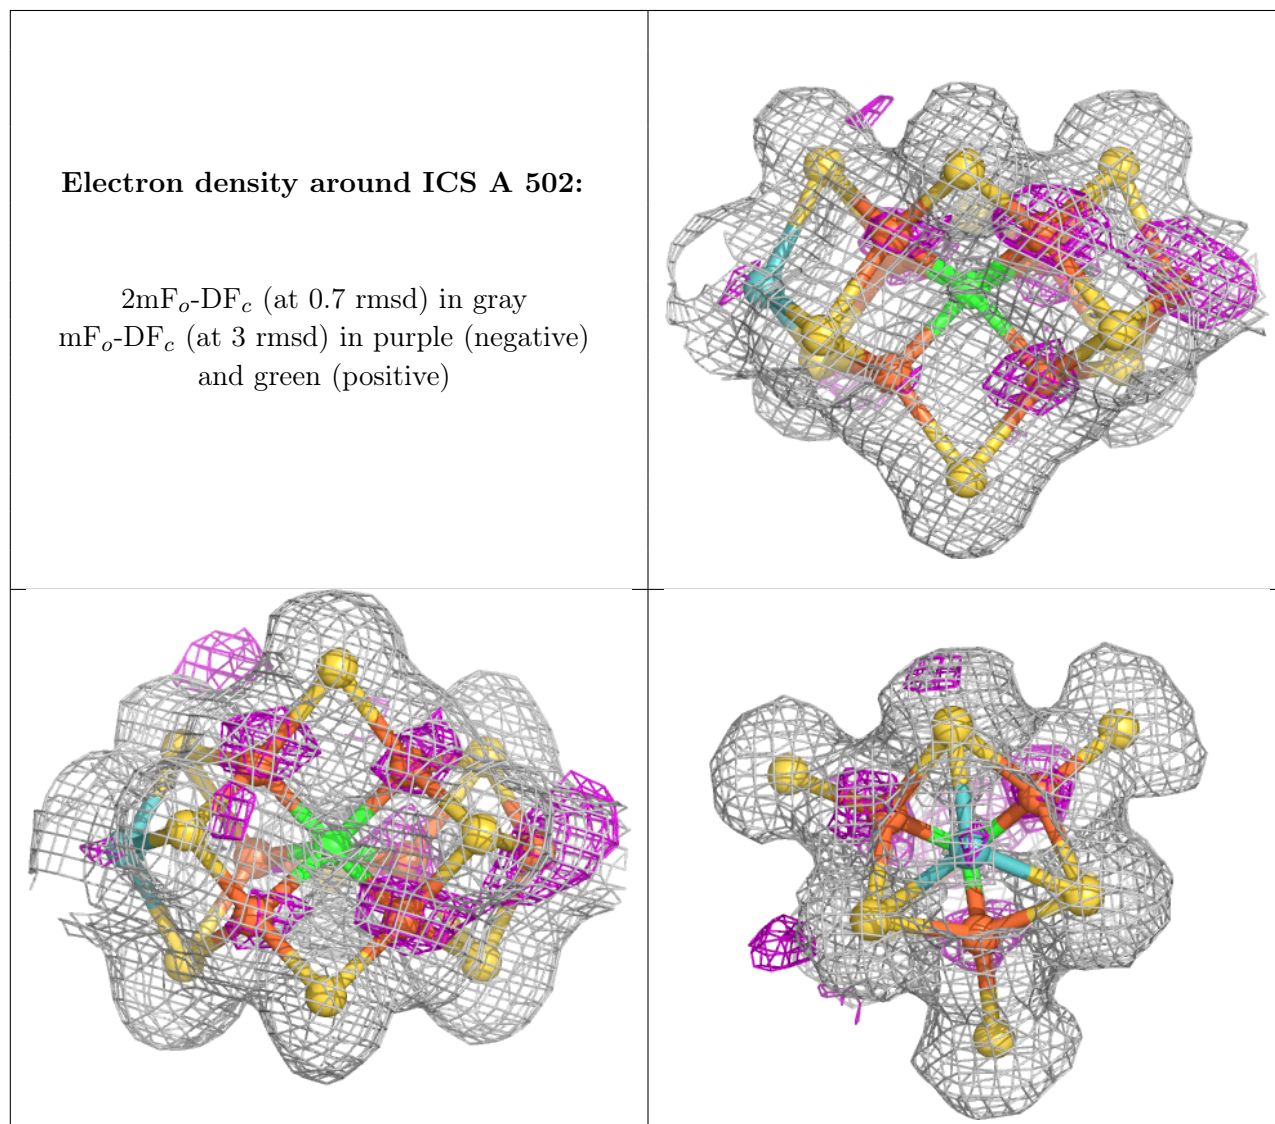 Electron density around ICS A 502:
2mFo-DFc (at 0.7 rmsd) in gray
mFo-DFc (at 3 rmsd) in purple (negative)
and green (positive)